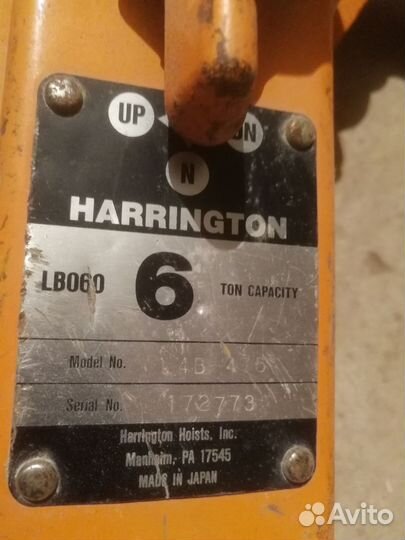 UP
N
HARRINGTON
LB060 6 TON CAPACITY
Model No. L4B
Serial No. 172773
Harrington Hoists, Inc.
Manheim, PA 17545
MADE IN JAPAN
Avito